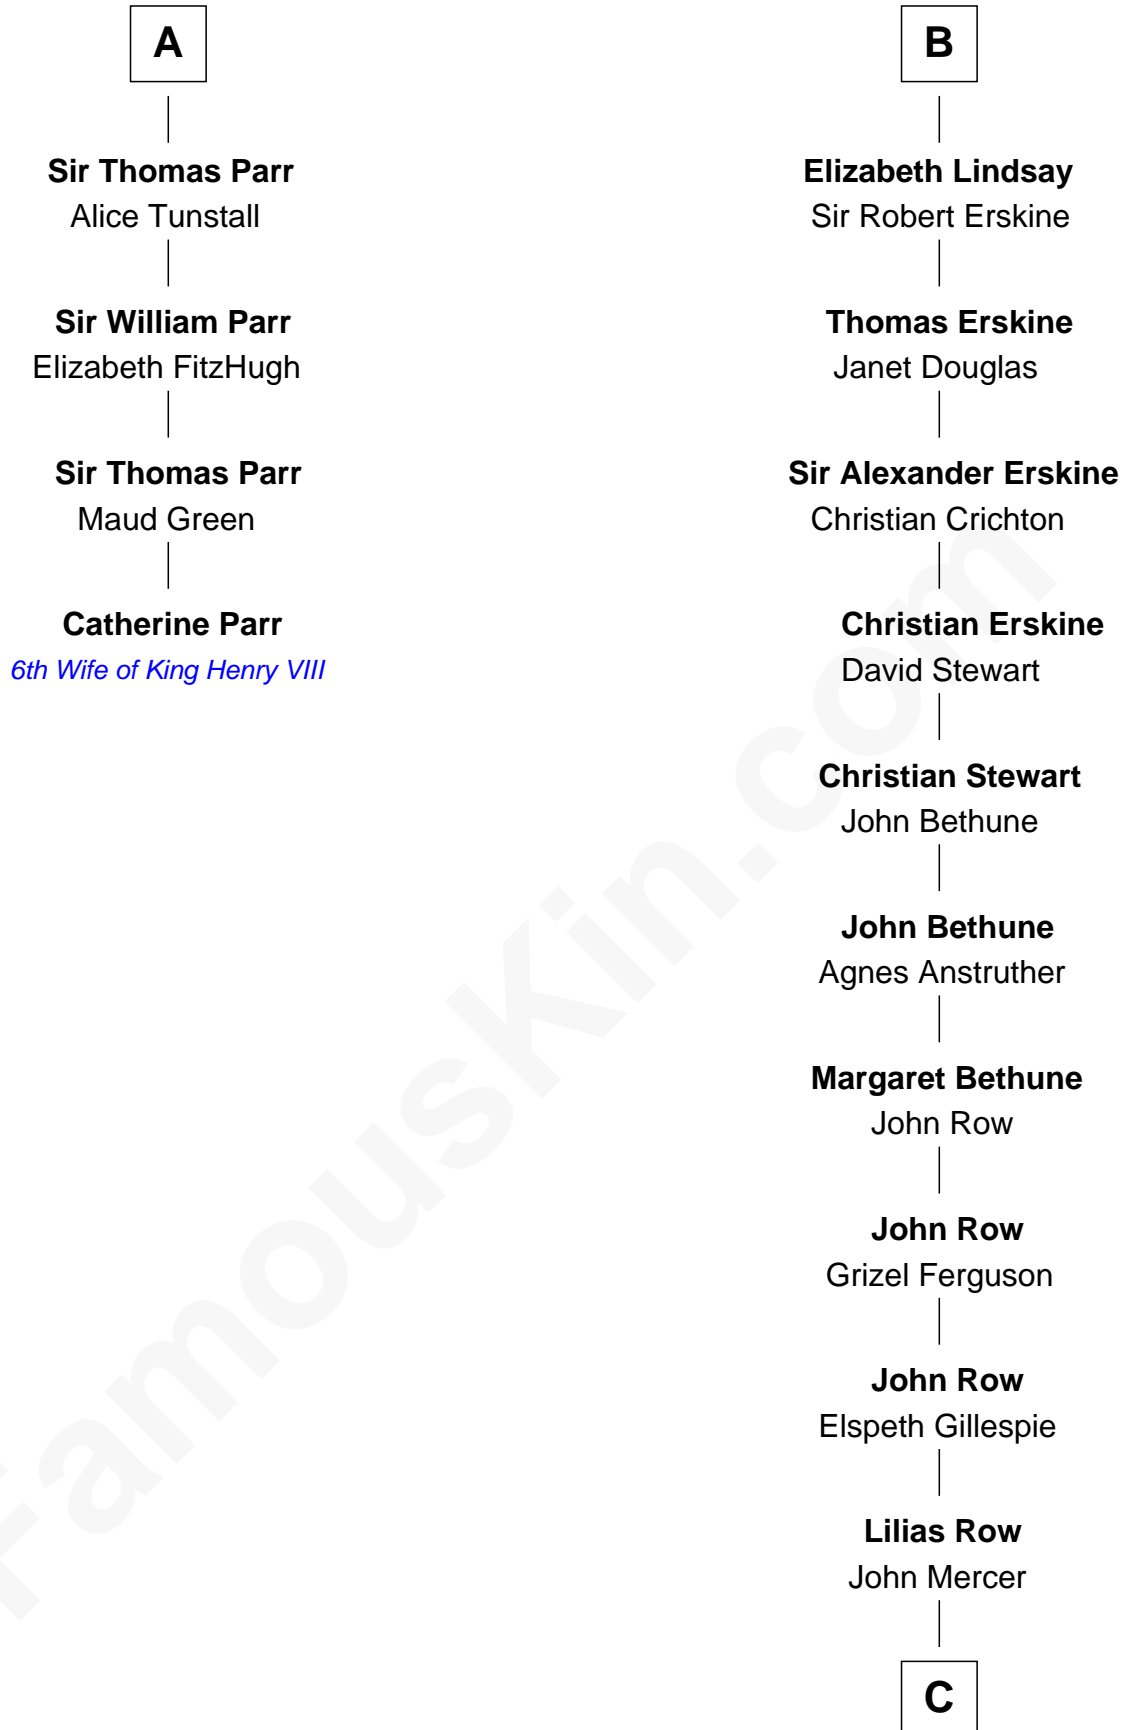 A
Sir Thomas Parr
Alice Tunstall
Sir William Parr
Elizabeth FitzHugh
Sir Thomas Parr
Maud Green
Catherine Parr
6th Wife of King Henry VIII
B
Elizabeth Lindsay
Sir Robert Erskine
Thomas Erskine
Janet Douglas
Sir Alexander Erskine
Christian Crichton
Christian Erskine
David Stewart
Christian Stewart
John Bethune
John Bethune
Agnes Anstruther
Margaret Bethune
John Row
John Row
Grizel Ferguson
John Row
Elspeth Gillespie
Lilias Row
John Mercer
C
FamousKin.com